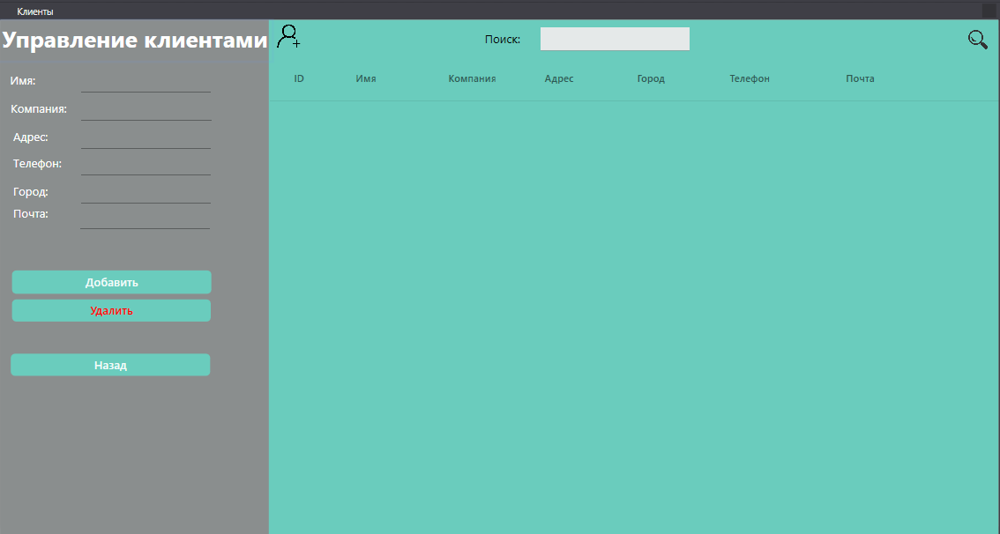 Клиенты
Управление клиентами
Имя:
Компания:
Адрес:
Телефон:
Город:
Почта:
Добавить
Удалить
Назад
Поиск:
ID Имя Компания Адрес Город Телефон Почта